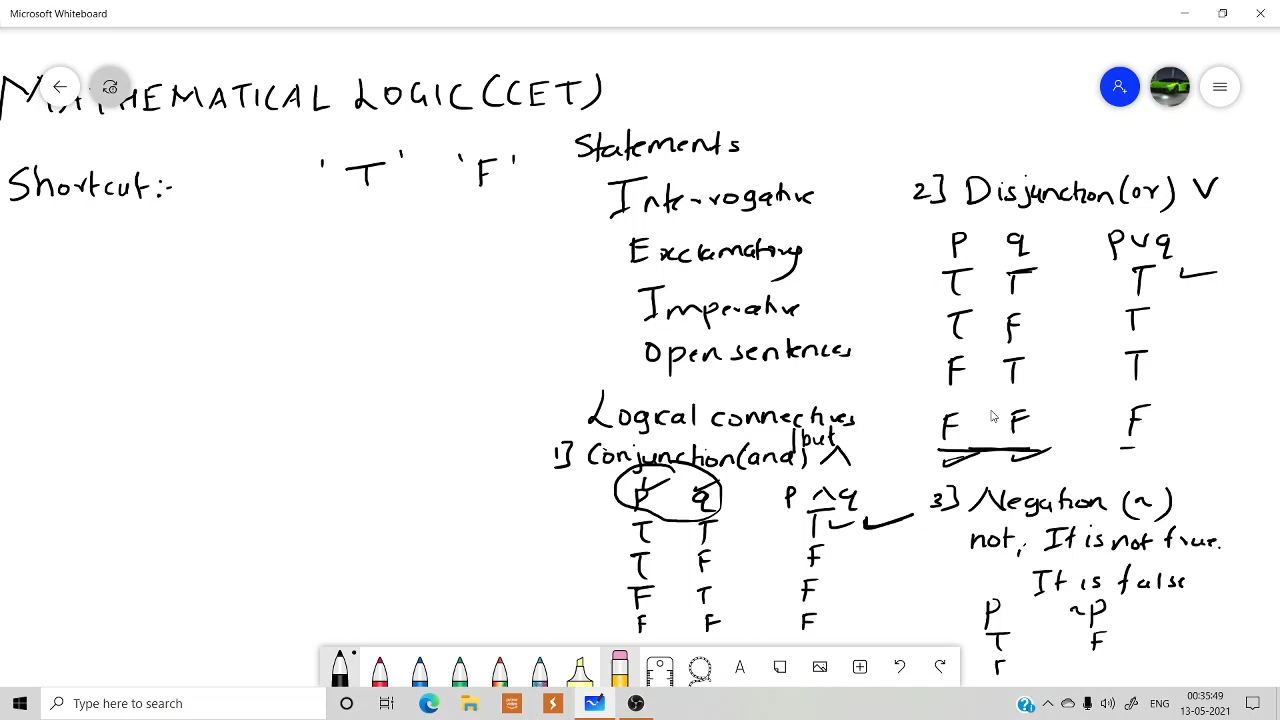 Microsoft Whiteboard
MATHEMATICAL LOGIC (CET)
Shortcut:-
'T' 'F'
Statements
Interrogative
Exclamatory
Imperative
Open sentences
Logical connectives
1] Conjunction(and) |but ∧
p q p ∧ q
T T T
T F F
F T F
F F F
2] Disjunction(or) ∨
p q p∨q
T T T
T F T
F T T
F F F
3] Negation (~)
not, It is not true.
It is false
p ~p
T F
Type here to search
ENG
00:35:49
13-05-2021